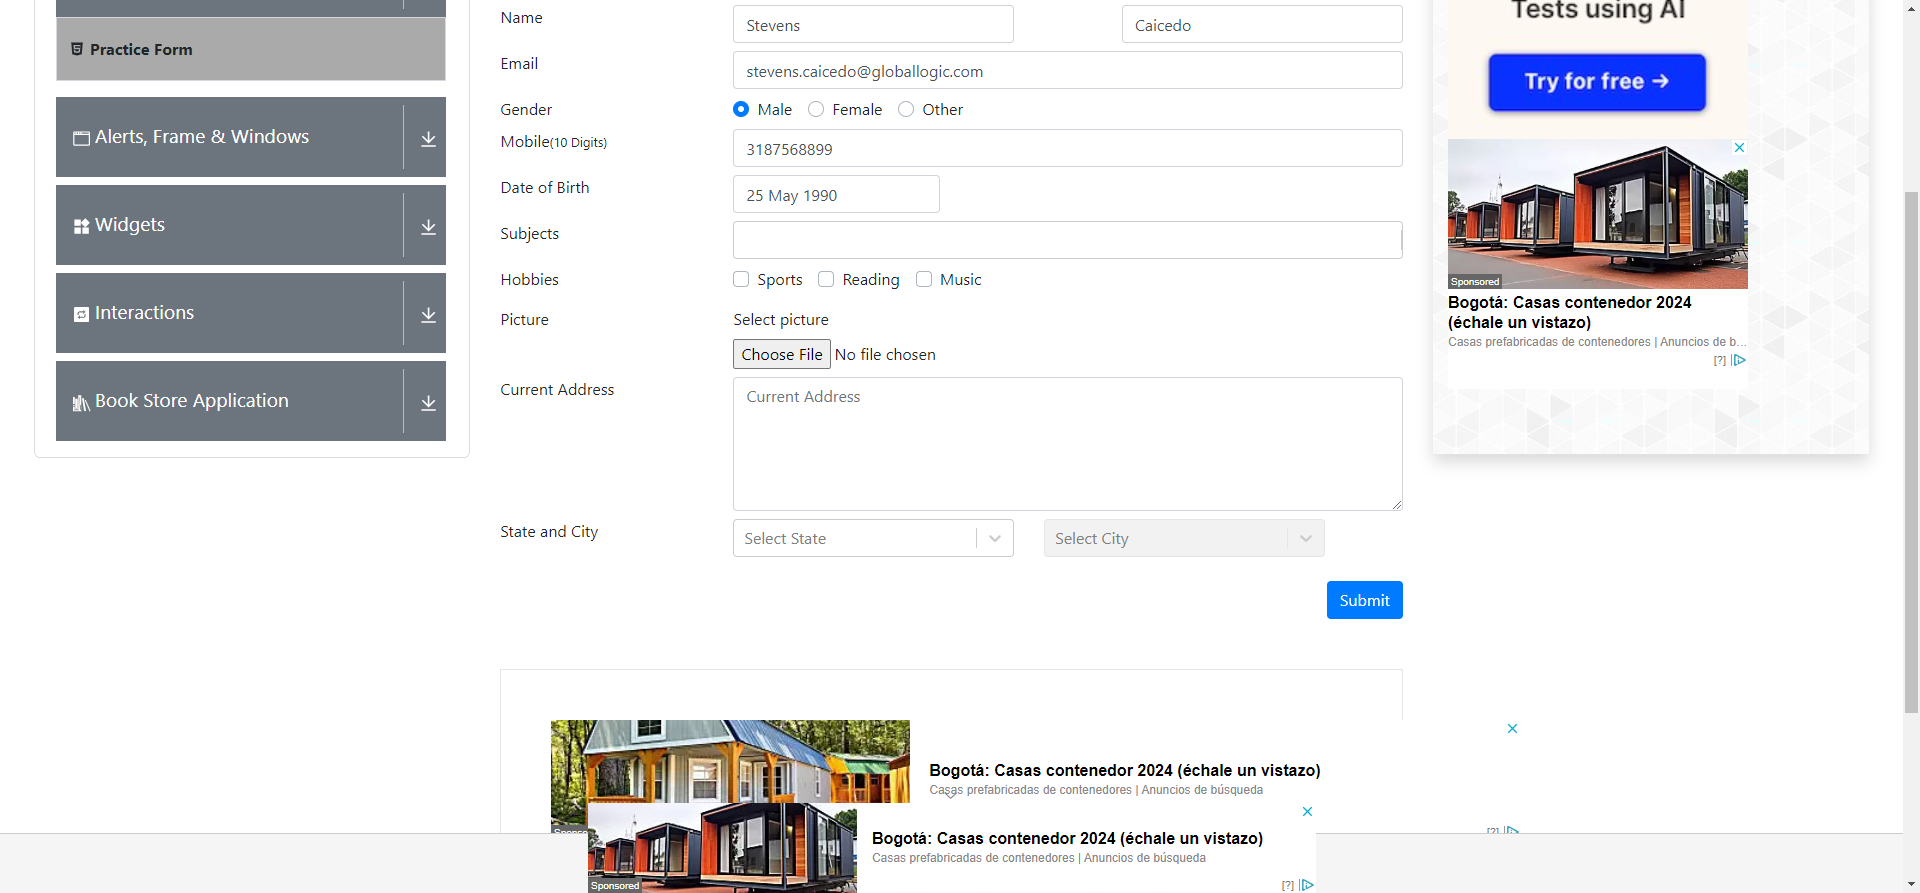 Practice Form
Alerts, Frame & Windows
Widgets
Interactions
Book Store Application
Name
Stevens
Caicedo
Email
stevens.caicedo@globallogic.com
Gender
Male
Female
Other
Mobile(10 Digits)
3187568899
Date of Birth
25 May 1990
Subjects
Hobbies
Sports
Reading
Music
Picture
Select picture
Choose File No file chosen
Current Address
Current Address
State and City
Select State
Select City
Submit
Tests using AI
Try for free →
Sponsored
Bogotá: Casas contenedor 2024
(échale un vistazo)
Casas prefabricadas de contenedores | Anuncios de b...
[?]
Bogotá: Casas contenedor 2024 (échale un vistazo)
Casas prefabricadas de contenedores | Anuncios de búsqueda
[?]
Bogotá: Casas contenedor 2024 (échale un vistazo)
Casas prefabricadas de contenedores | Anuncios de búsqueda
Sponsored
[?]